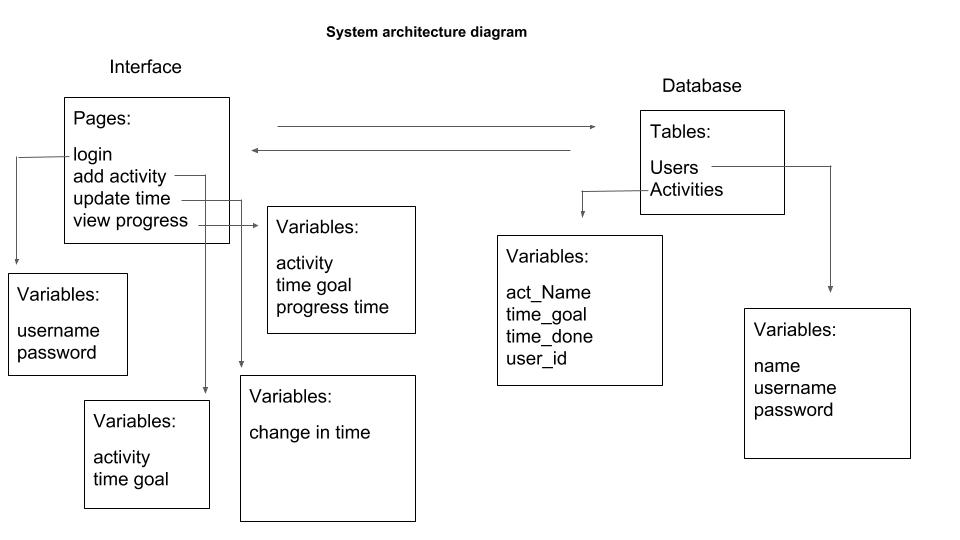 System architecture diagram
Interface
Pages:
login
add activity
update time
view progress
Database
Tables:
Users
Activities
Variables:
username
password
Variables:
activity
time goal
Variables:
change in time
Variables:
activity
time goal
progress time
Variables:
act_Name
time_goal
time_done
user_id
Variables:
name
username
password